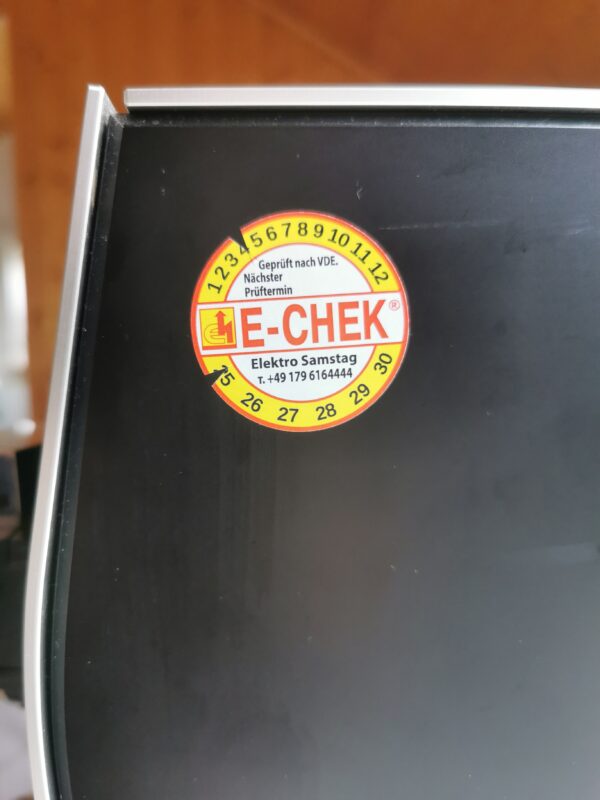 1 2 3 4 5 6 7 8 9 10 11 12
Geprüft nach VDE.
Nächster
Prüftermin
E-CHEK®
Elektro Samstag
T. +49 179 6164444
25 26 27 28 29 30